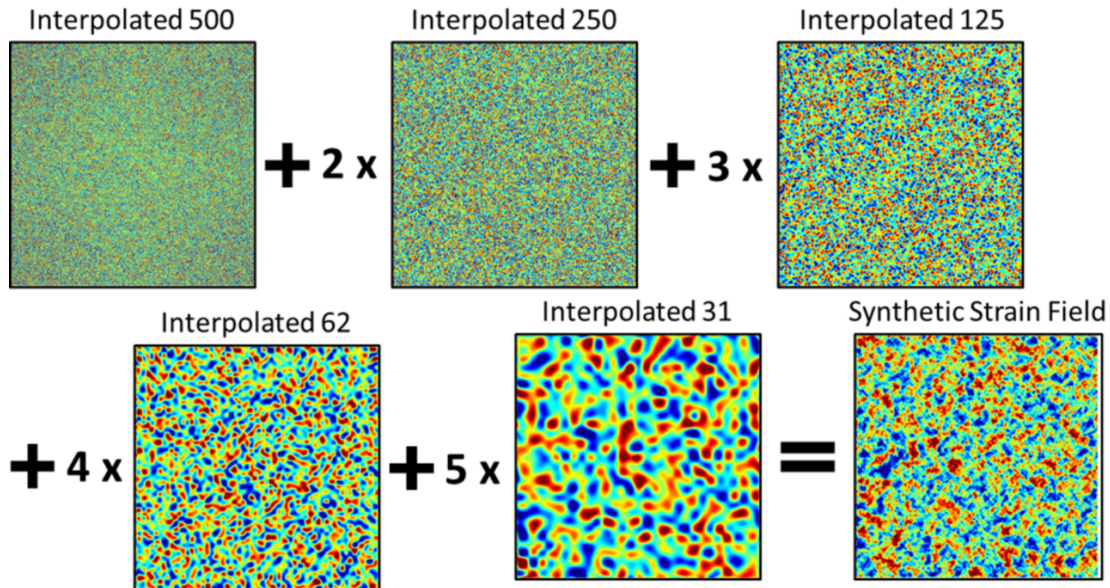 Interpolated 500
Interpolated 250
Interpolated 125
+ 2 x
+ 3 x
Interpolated 62
Interpolated 31
Synthetic Strain Field
+ 4 x
+ 5 x
=